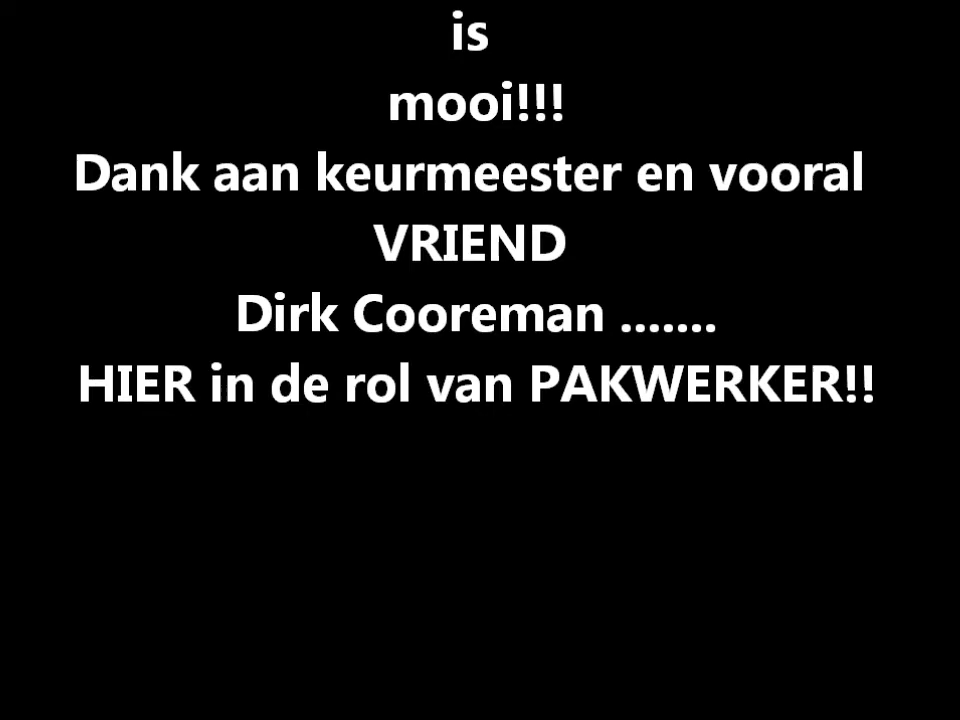 is
mooi!!!
Dank aan keurmeester en vooral
VRIEND
Dirk Cooreman .......
HIER in de rol van PAKWERKER!!